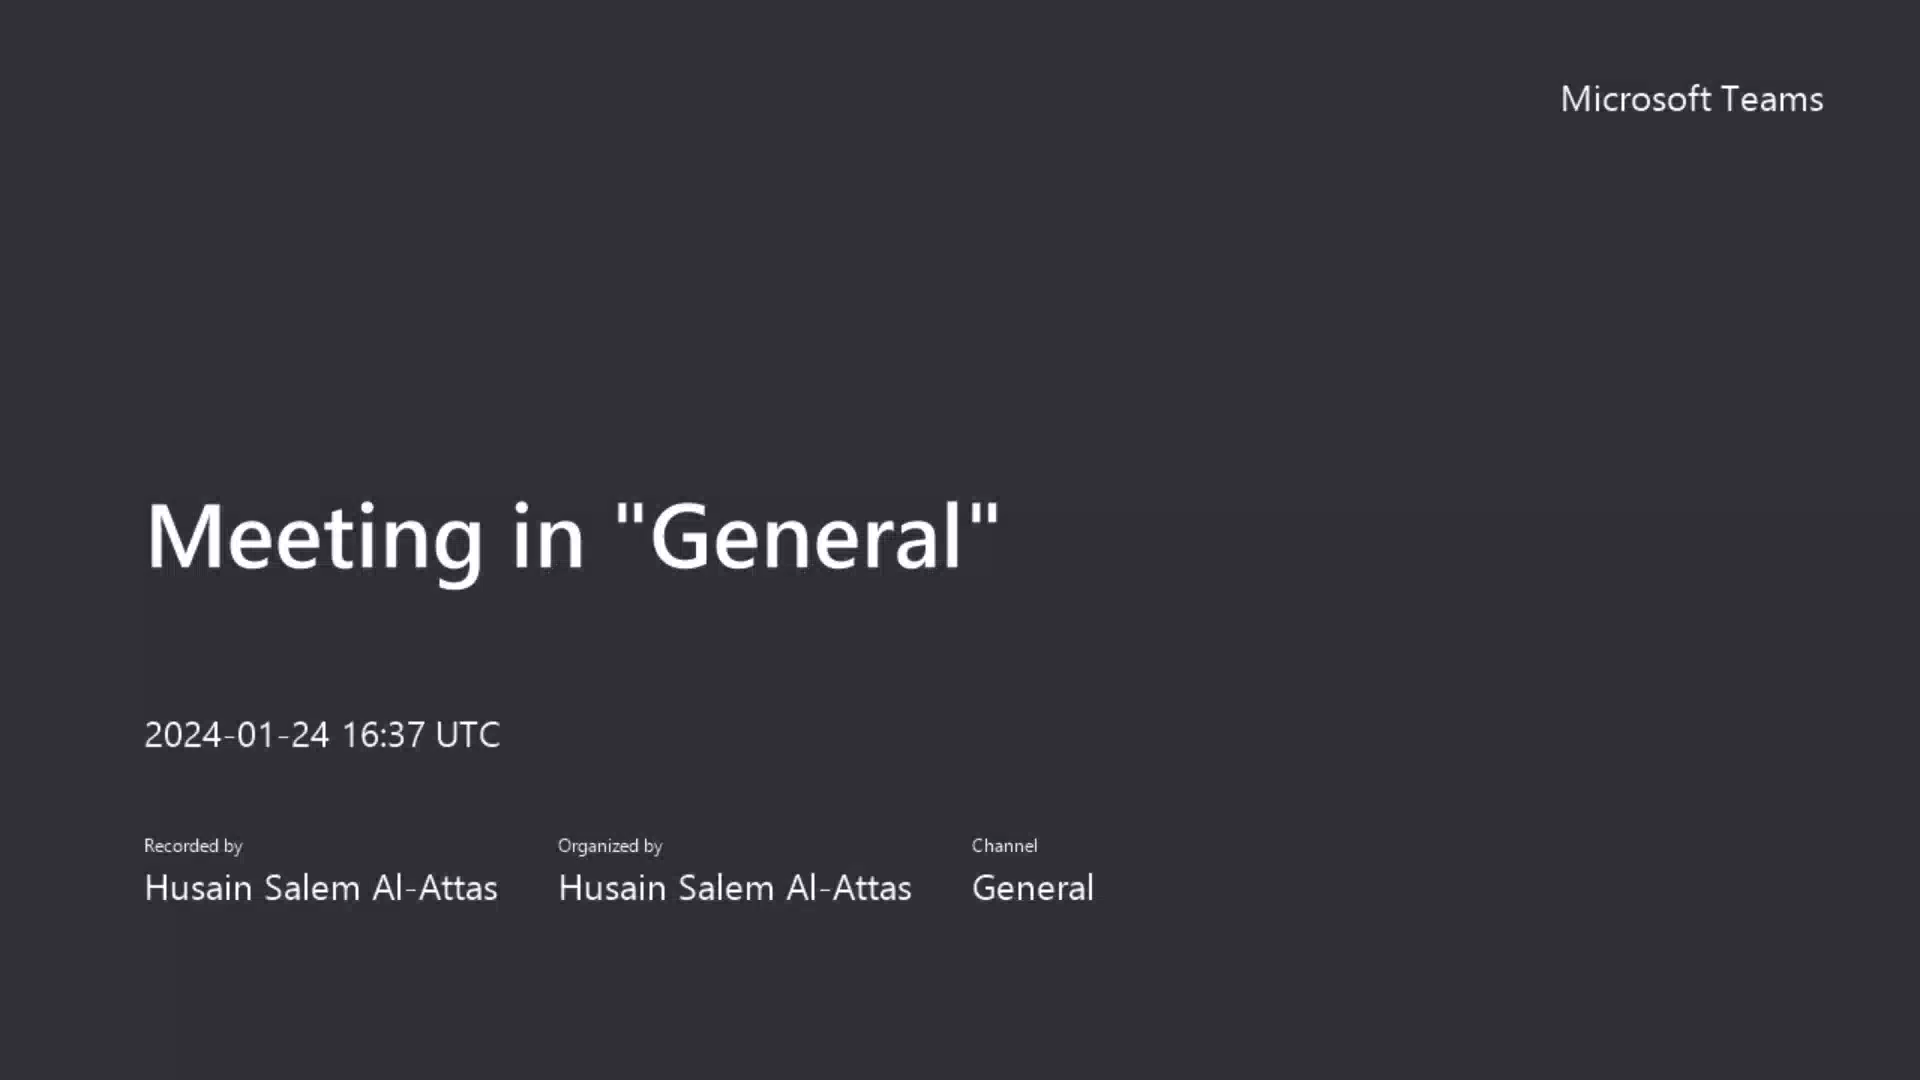 Microsoft Teams
Meeting in "General"
2024-01-24 16:37 UTC
Recorded by
Husain Salem Al-Attas
Organized by
Husain Salem Al-Attas
Channel
General